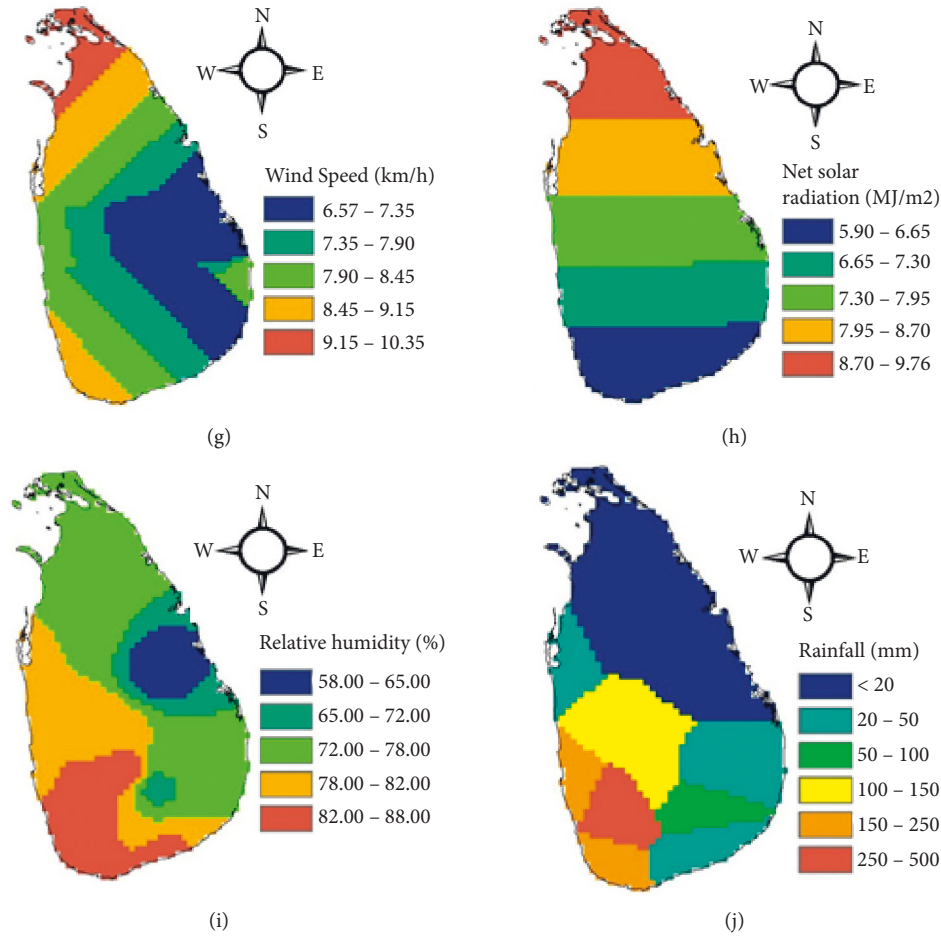 N
W E
S
Wind Speed (km/h)
6.57 – 7.35
7.35 – 7.90
7.90 – 8.45
8.45 – 9.15
9.15 – 10.35
(g)
N
W E
S
Net solar
radiation (MJ/m2)
5.90 – 6.65
6.65 – 7.30
7.30 – 7.95
7.95 – 8.70
8.70 – 9.76
(h)
N
W E
S
Relative humidity (%)
58.00 – 65.00
65.00 – 72.00
72.00 – 78.00
78.00 – 82.00
82.00 – 88.00
(i)
N
W E
S
Rainfall (mm)
< 20
20 – 50
50 – 100
100 – 150
150 – 250
250 – 500
(j)